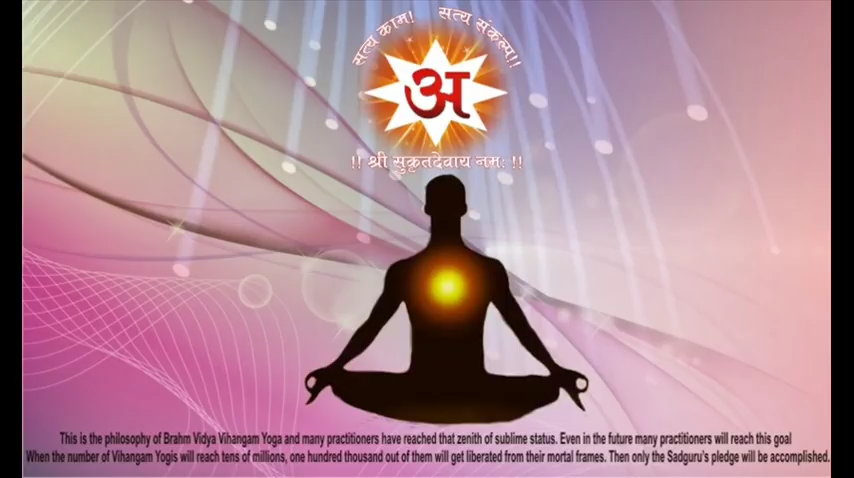 सत्य काम! सत्य संकल्प!!
अ
!! श्री सुकृतदेवाय नमः !!
This is the philosophy of Brahm Vidya Vihangam Yoga and many practitioners have reached that zenith of sublime status. Even in the future many practitioners will reach this goal
When the number of Vihangam Yogis will reach tens of millions, one hundred thousand out of them will get liberated from their mortal frames. Then only the Sadguru's pledge will be accomplished.